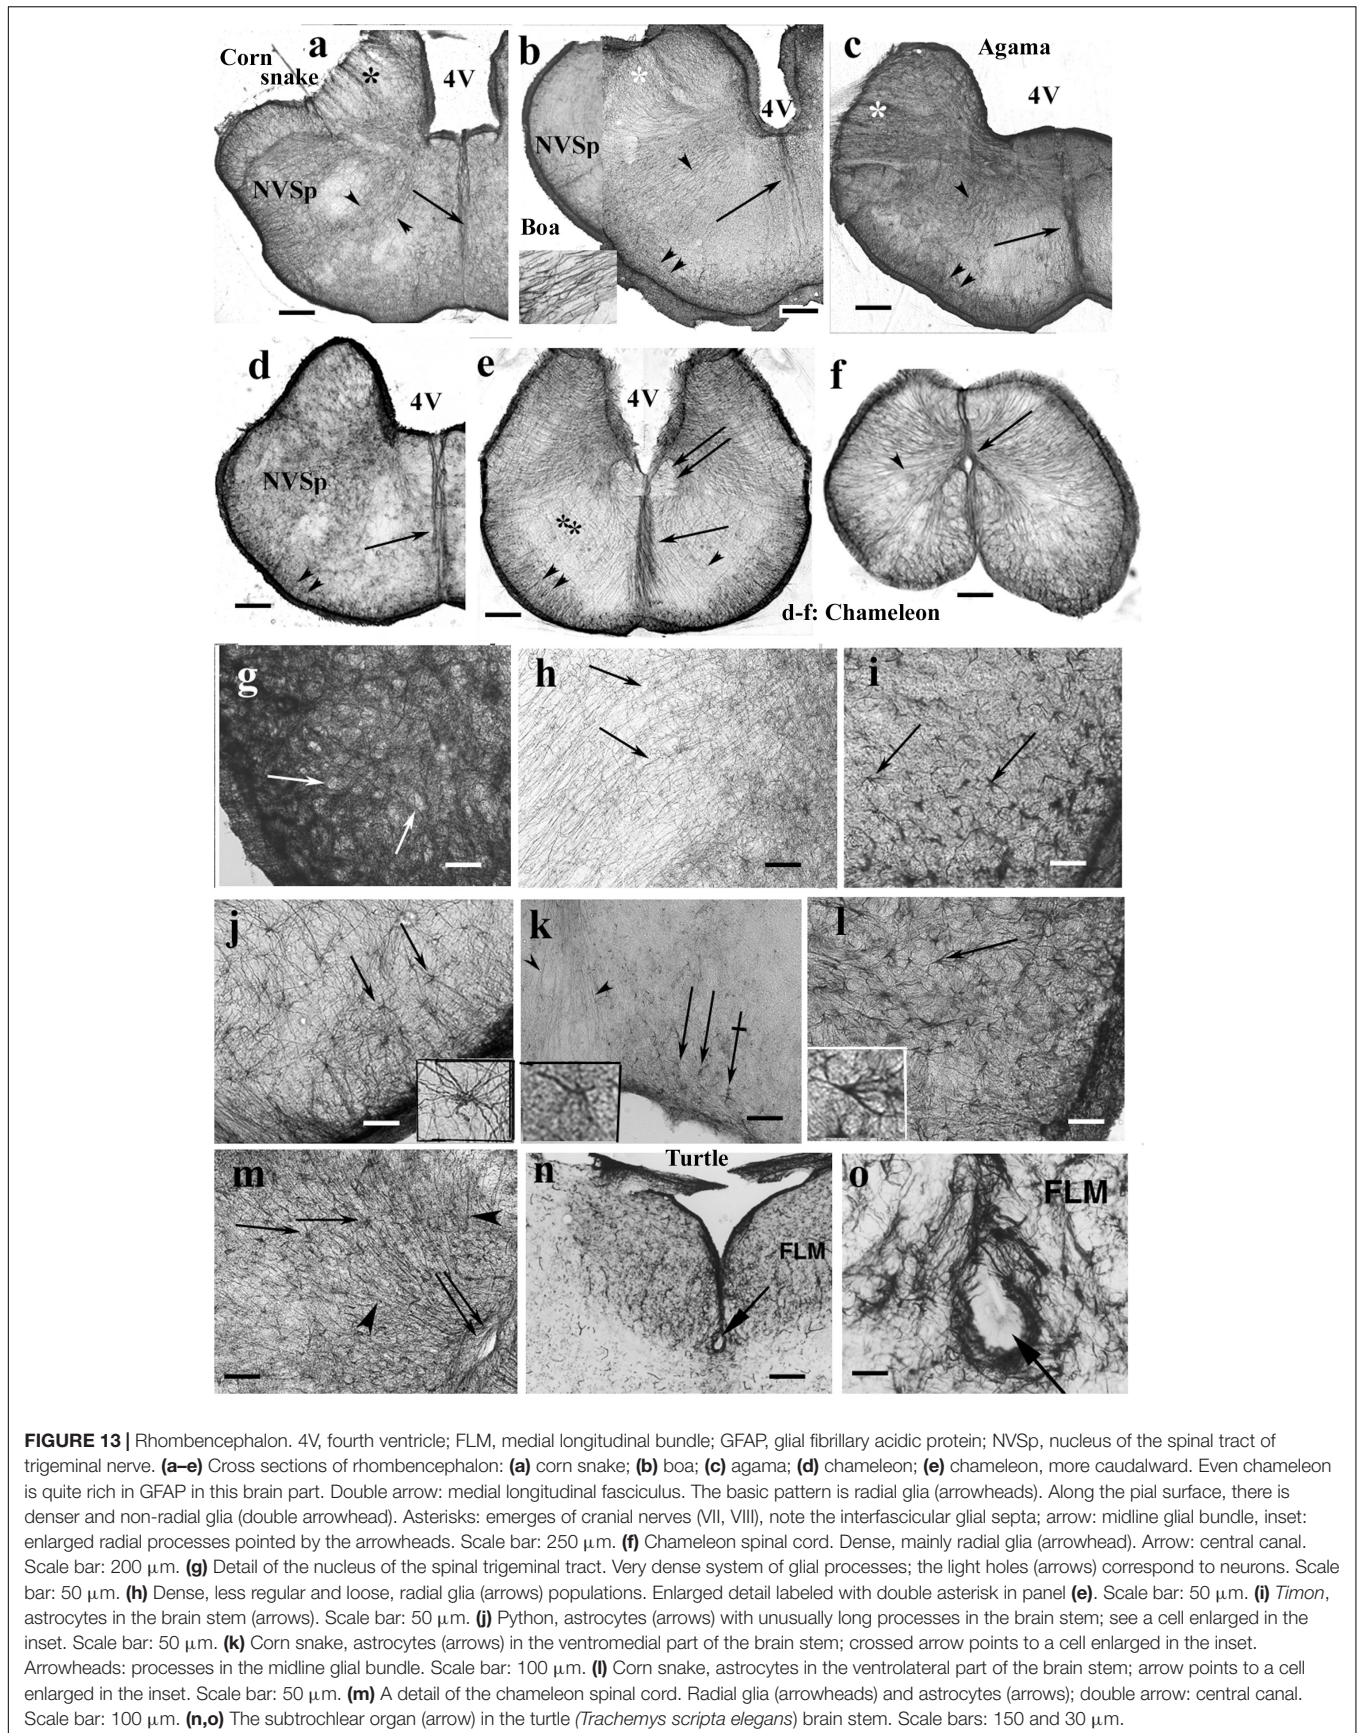 a
Corn
snake
*
4V
NVSp
b
*
4V
NVSp
Boa
c
Agama
*
4V
d
4V
NVSp
e
4V
**
f
d-f: Chameleon
g
h
i
j
k
l
m
n
Turtle
FLM
o
FLM
FIGURE 13 | Rhombencephalon. 4V, fourth ventricle; FLM, medial longitudinal bundle; GFAP, glial fibrillary acidic protein; NVSp, nucleus of the spinal tract of
trigeminal nerve. (a–e) Cross sections of rhombencephalon: (a) corn snake; (b) boa; (c) agama; (d) chameleon; (e) chameleon, more caudalward. Even chameleon
is quite rich in GFAP in this brain part. Double arrow: medial longitudinal fasciculus. The basic pattern is radial glia (arrowheads). Along the pial surface, there is
denser and non-radial glia (double arrowhead). Asterisks: emerges of cranial nerves (VII, VIII), note the interfascicular glial septa; arrow: midline glial bundle, inset:
enlarged radial processes pointed by the arrowheads. Scale bar: 250 μm. (f) Chameleon spinal cord. Dense, mainly radial glia (arrowhead). Arrow: central canal.
Scale bar: 200 μm. (g) Detail of the nucleus of the spinal trigeminal tract. Very dense system of glial processes; the light holes (arrows) correspond to neurons. Scale
bar: 50 μm. (h) Dense, less regular and loose, radial glia (arrows) populations. Enlarged detail labeled with double asterisk in panel (e). Scale bar: 50 μm. (i) Timon,
astrocytes in the brain stem (arrows). Scale bar: 50 μm. (j) Python, astrocytes (arrows) with unusually long processes in the brain stem; see a cell enlarged in the
inset. Scale bar: 50 μm. (k) Corn snake, astrocytes (arrows) in the ventromedial part of the brain stem; crossed arrow points to a cell enlarged in the inset.
Arrowheads: processes in the midline glial bundle. Scale bar: 100 μm. (l) Corn snake, astrocytes in the ventrolateral part of the brain stem; arrow points to a cell
enlarged in the inset. Scale bar: 50 μm. (m) A detail of the chameleon spinal cord. Radial glia (arrowheads) and astrocytes (arrows); double arrow: central canal.
Scale bar: 100 μm. (n,o) The subtrochlear organ (arrow) in the turtle (Trachemys scripta elegans) brain stem. Scale bars: 150 and 30 μm.